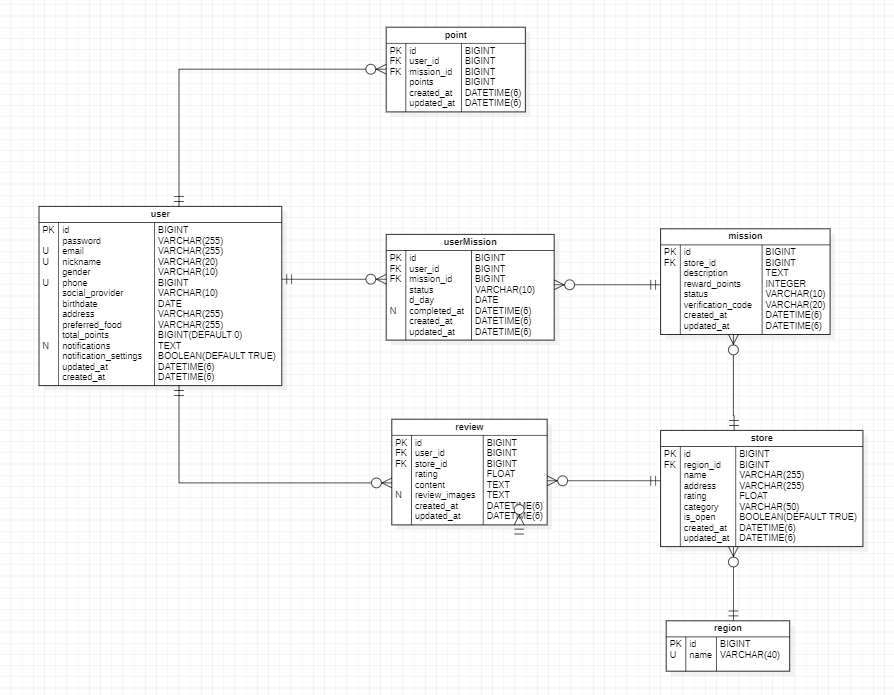 point
PK id BIGINT
FK user_id BIGINT
FK mission_id BIGINT
points BIGINT
created_at DATETIME(6)
updated_at DATETIME(6)
user
PK id BIGINT
password VARCHAR(255)
U email VARCHAR(255)
U nickname VARCHAR(20)
gender VARCHAR(10)
U phone BIGINT
social_provider VARCHAR(10)
birthdate DATE
address VARCHAR(255)
preferred_food VARCHAR(255)
total_points BIGINT(DEFAULT 0)
N notifications TEXT
notification_settings BOOLEAN(DEFAULT TRUE)
updated_at DATETIME(6)
created_at DATETIME(6)
userMission
PK id BIGINT
FK user_id BIGINT
FK mission_id BIGINT
status VARCHAR(10)
d_day DATE
N completed_at DATETIME(6)
created_at DATETIME(6)
updated_at DATETIME(6)
mission
PK id BIGINT
FK store_id BIGINT
description TEXT
reward_points INTEGER
status VARCHAR(10)
verification_code VARCHAR(20)
created_at DATETIME(6)
updated_at DATETIME(6)
review
PK id BIGINT
FK user_id BIGINT
FK store_id BIGINT
rating FLOAT
content TEXT
N review_images TEXT
created_at DATETIME(6)
updated_at DATETIME(6)
store
PK id BIGINT
FK region_id BIGINT
name VARCHAR(255)
address VARCHAR(255)
rating FLOAT
category VARCHAR(50)
is_open BOOLEAN(DEFAULT TRUE)
created_at DATETIME(6)
updated_at DATETIME(6)
region
PK id BIGINT
U name VARCHAR(40)